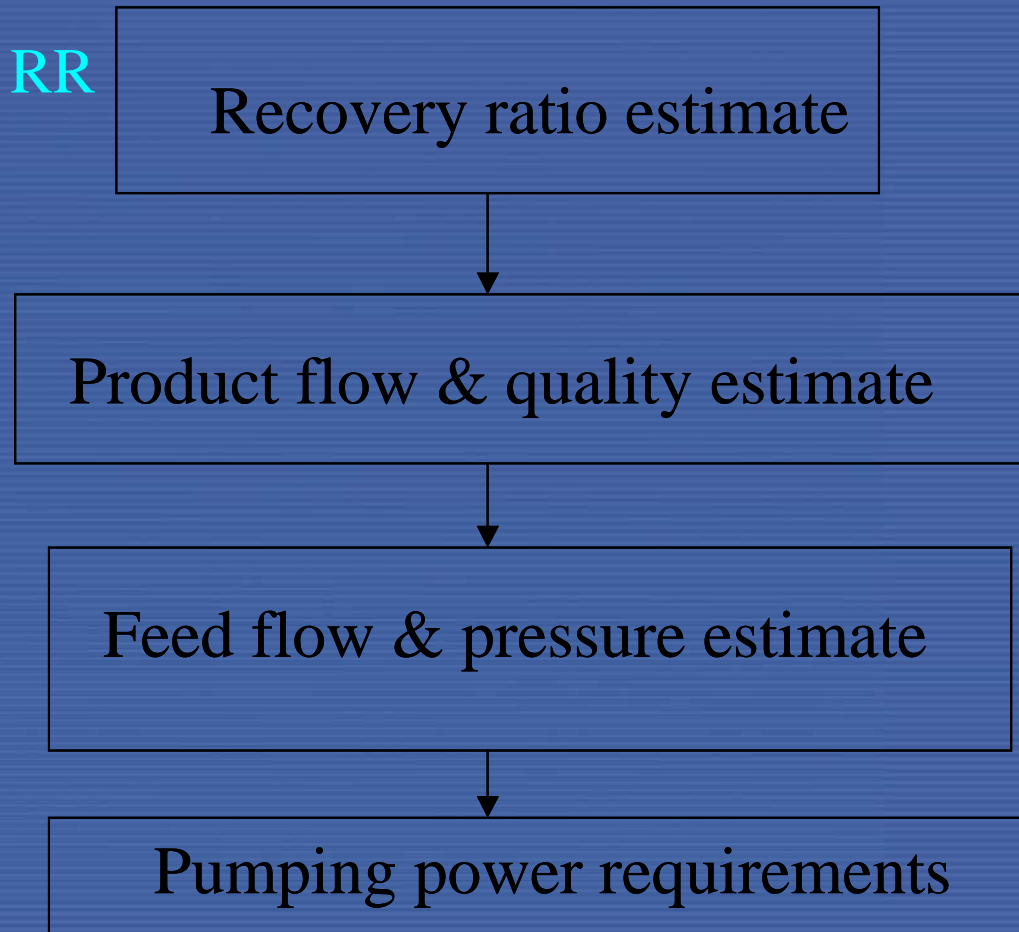 RR
Recovery ratio estimate
Product flow & quality estimate
Feed flow & pressure estimate
Pumping power requirements